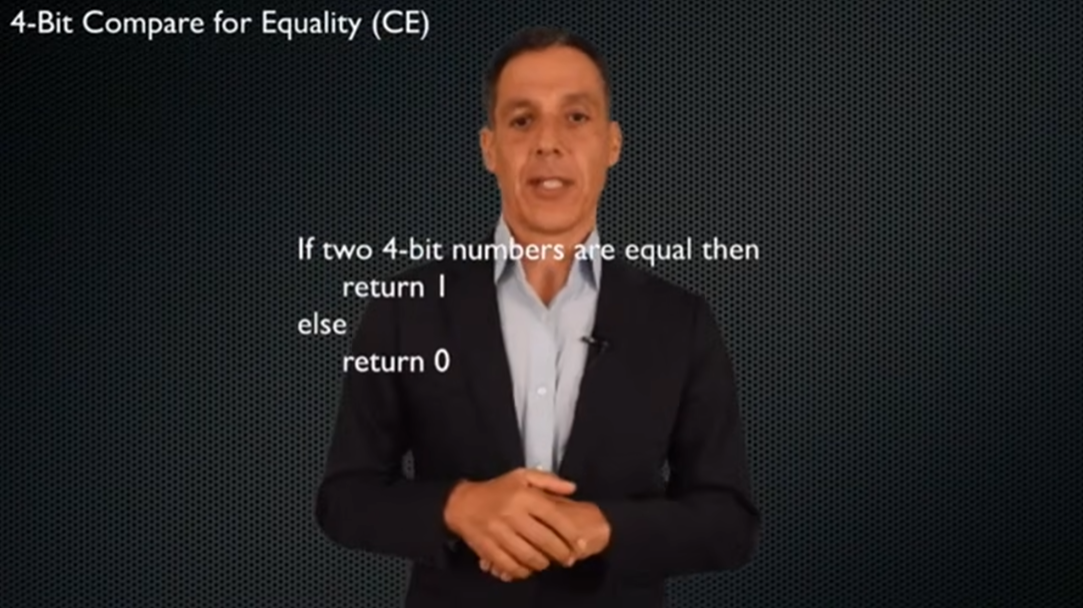 4-Bit Compare for Equality (CE)
If two 4-bit numbers are equal then
return 1
else
return 0